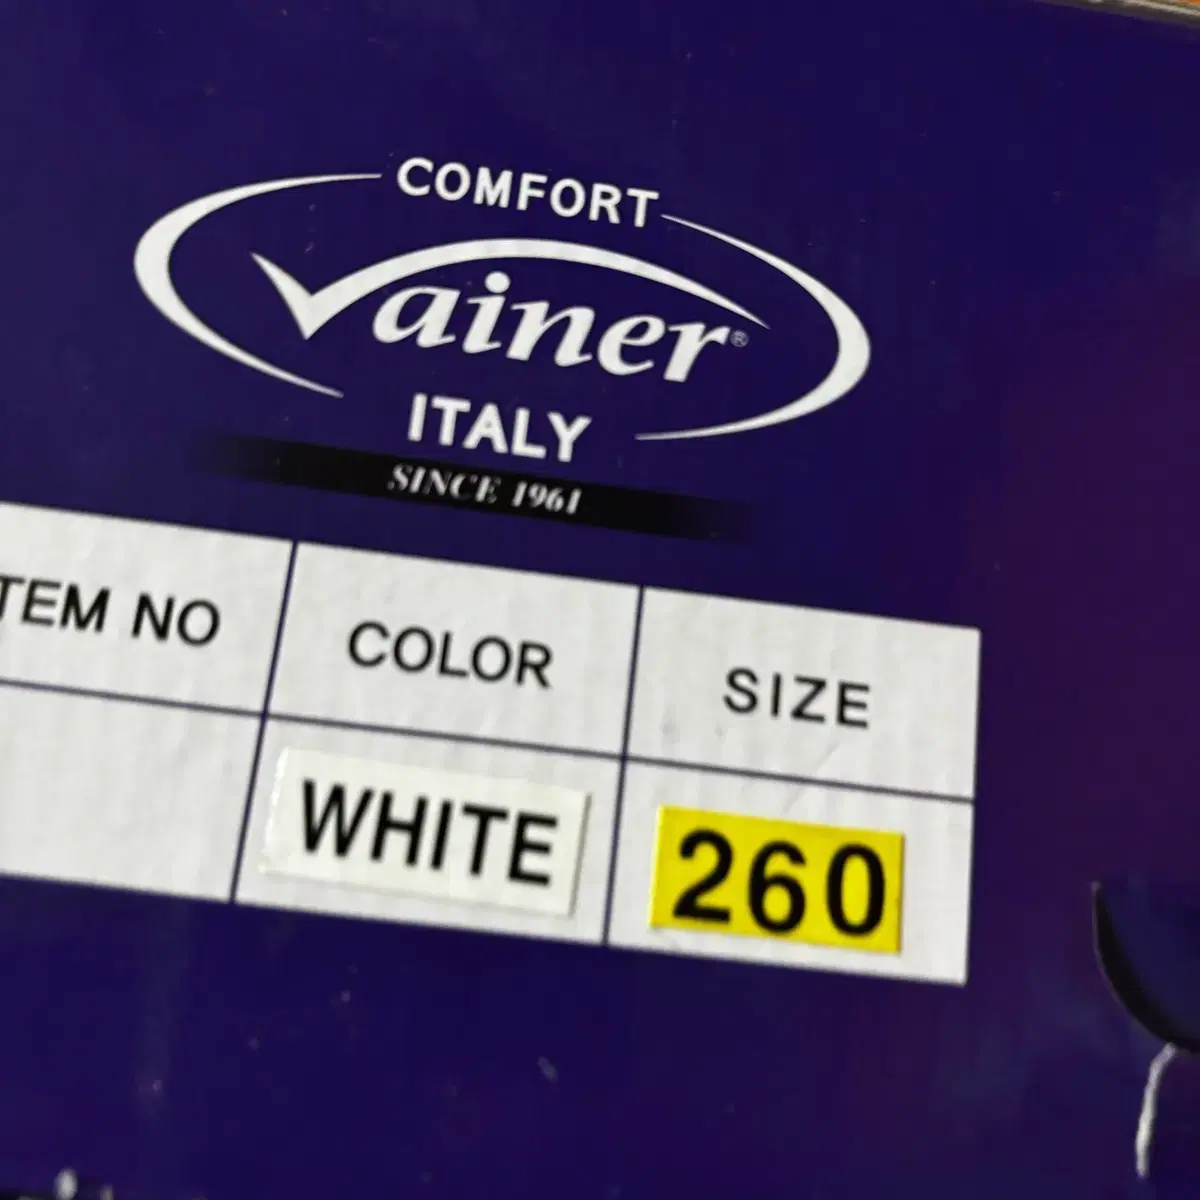 COMFORT
Vainer®
ITALY
SINCE 1961
TEM NO COLOR SIZE
WHITE 260